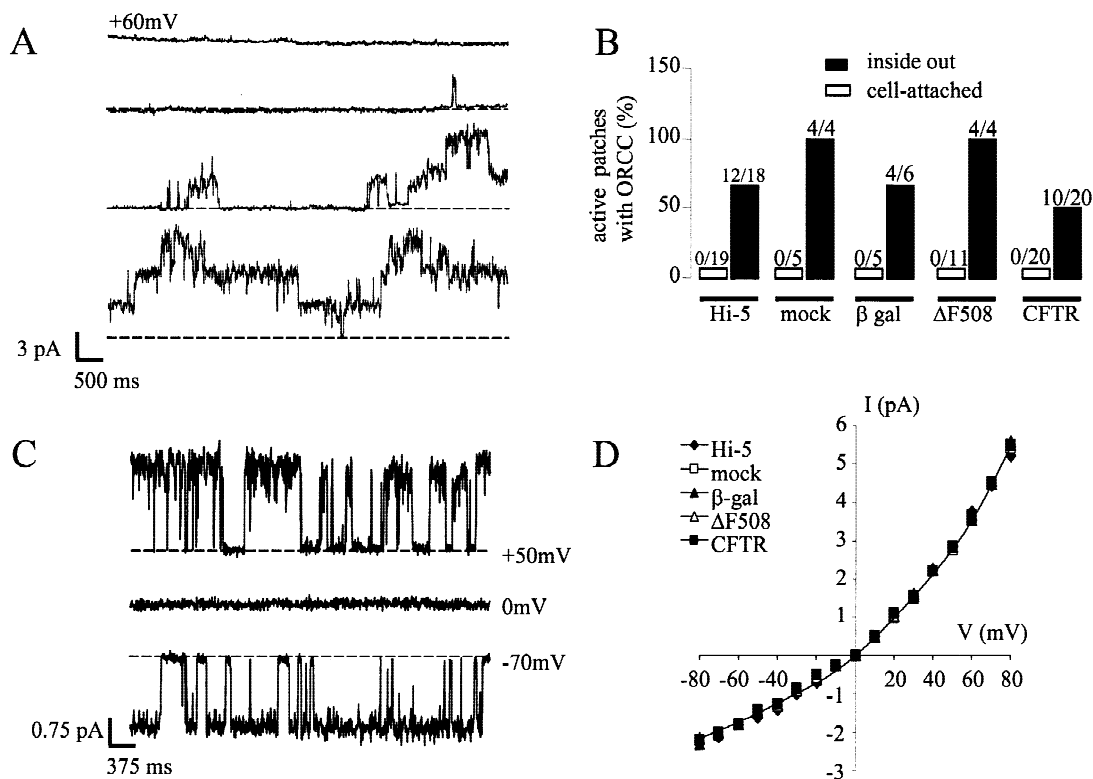 A
+60mV
3 pA
500 ms
B
active patches
with ORCC (%)
150
100
50
0
inside out
cell-attached
0/19
12/18
0/5
4/4
0/5
4/6
0/11
4/4
0/20
10/20
Hi-5
mock
β gal
ΔF508
CFTR
C
+50mV
0mV
-70mV
0.75 pA
375 ms
D
I (pA)
Hi-5
mock
β-gal
ΔF508
CFTR
6
5
4
3
2
1
V (mV)
-80
-40
20
40
60
80
-1
-2
-3